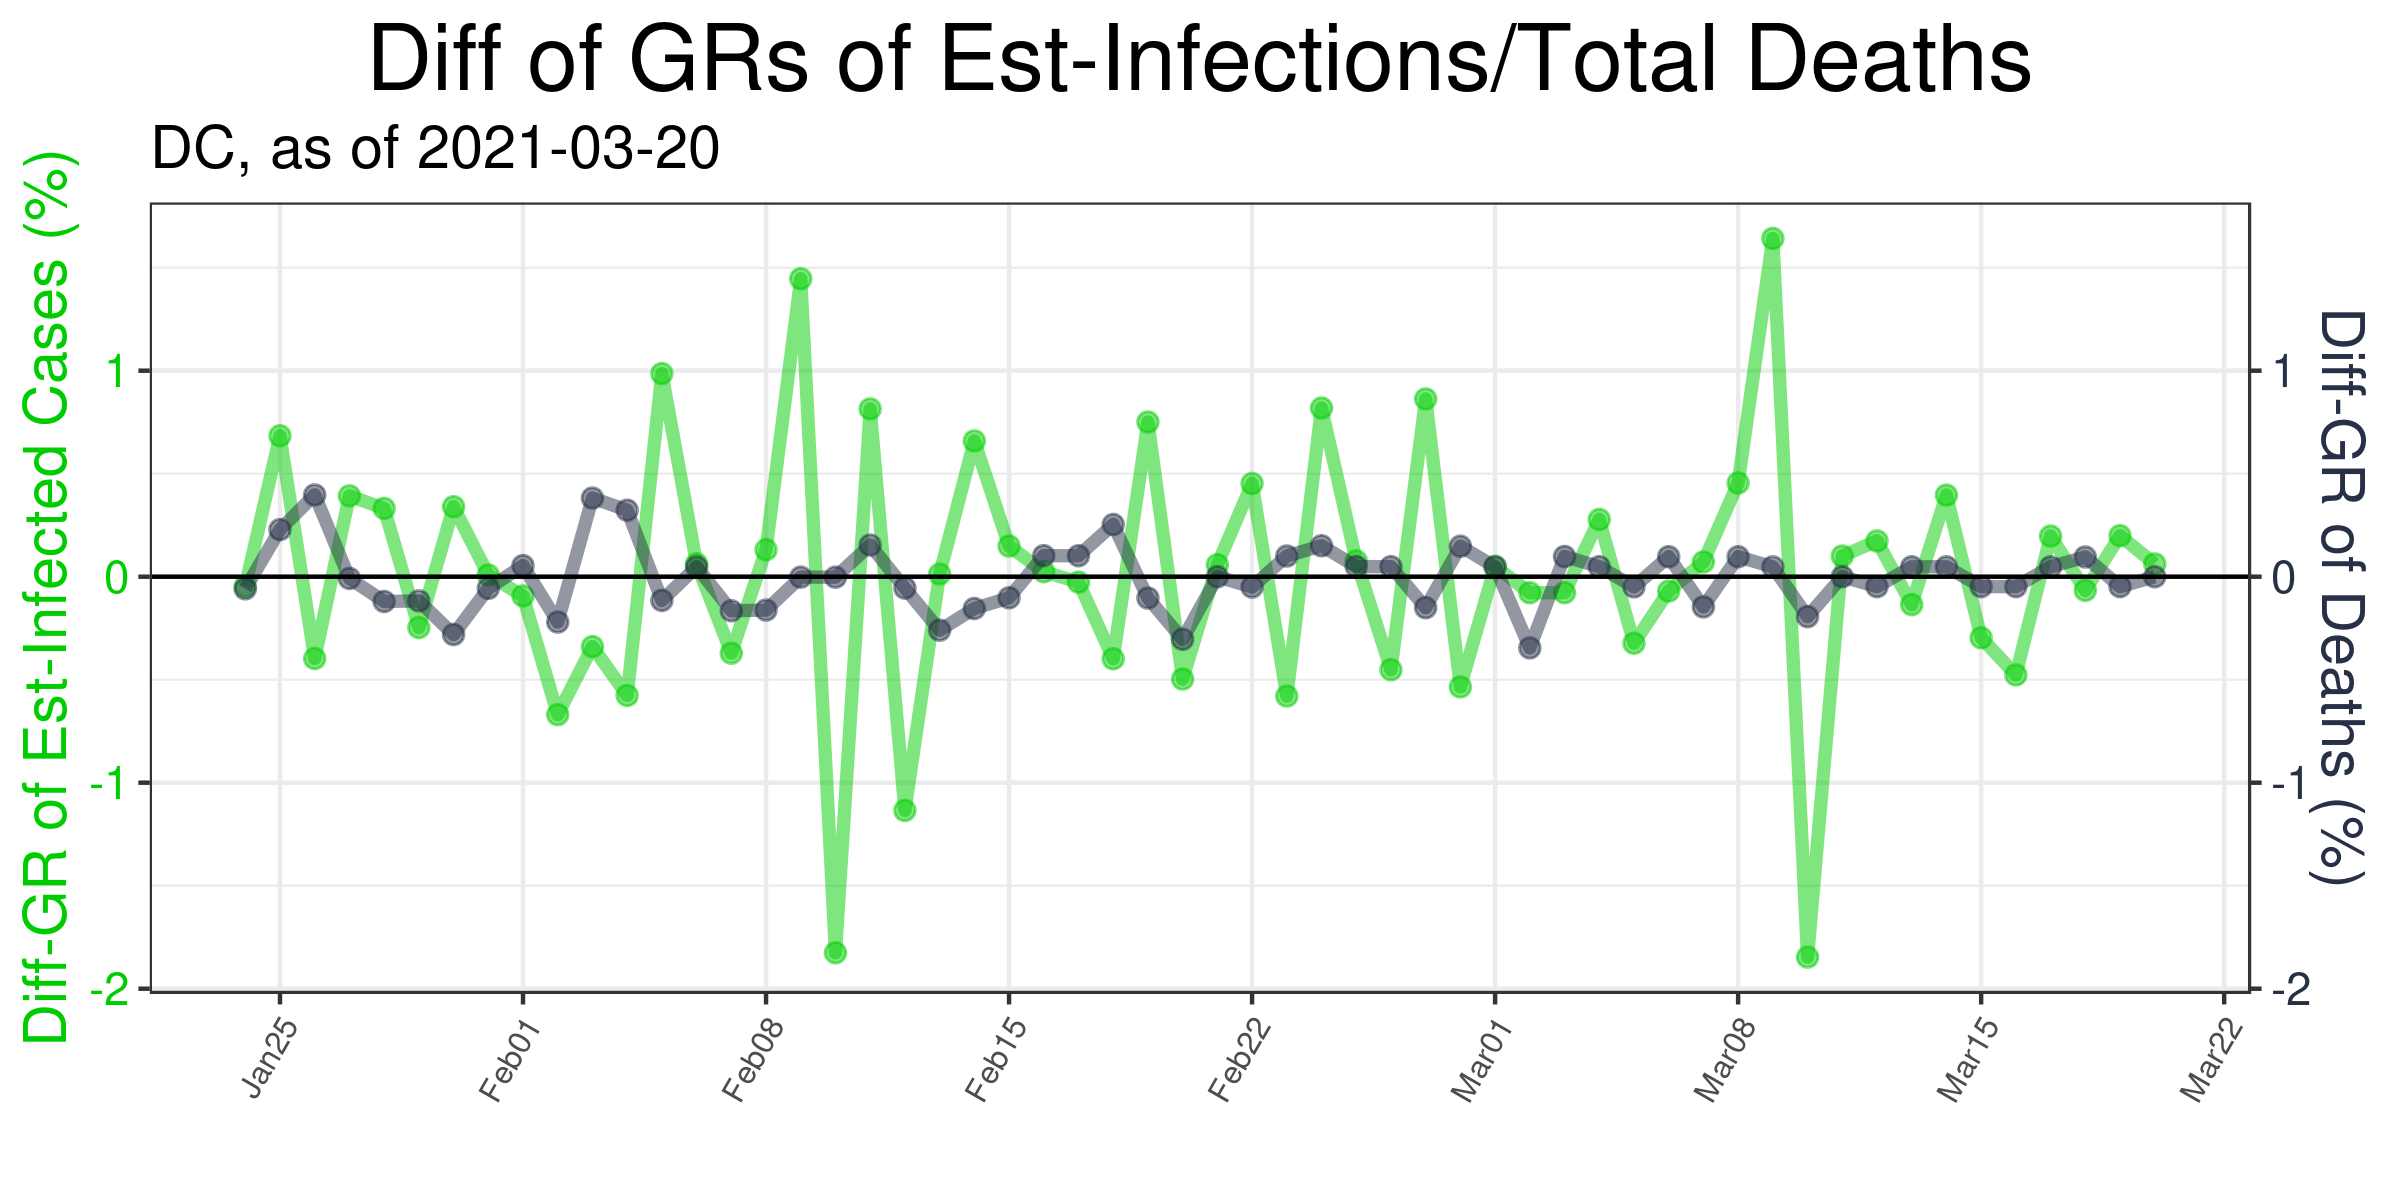 Diff of GRs of Est-Infections/Total Deaths
DC, as of 2021-03-20
Diff-GR of Est-Infected Cases (%)
1
0
-1
-2
1
0
-1
-2
Diff-GR of Deaths (%)
Jan25
Feb01
Feb08
Feb15
Feb22
Mar01
Mar08
Mar15
Mar22